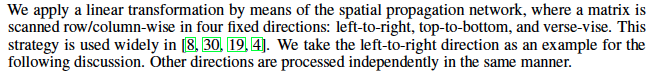 We apply a linear transformation by means of the spatial propagation network, where a matrix is
scanned row/column-wise in four fixed directions: left-to-right, top-to-bottom, and verse-vise. This
strategy is used widely in [8, 30, 19, 4]. We take the left-to-right direction as an example for the
following discussion. Other directions are processed independently in the same manner.